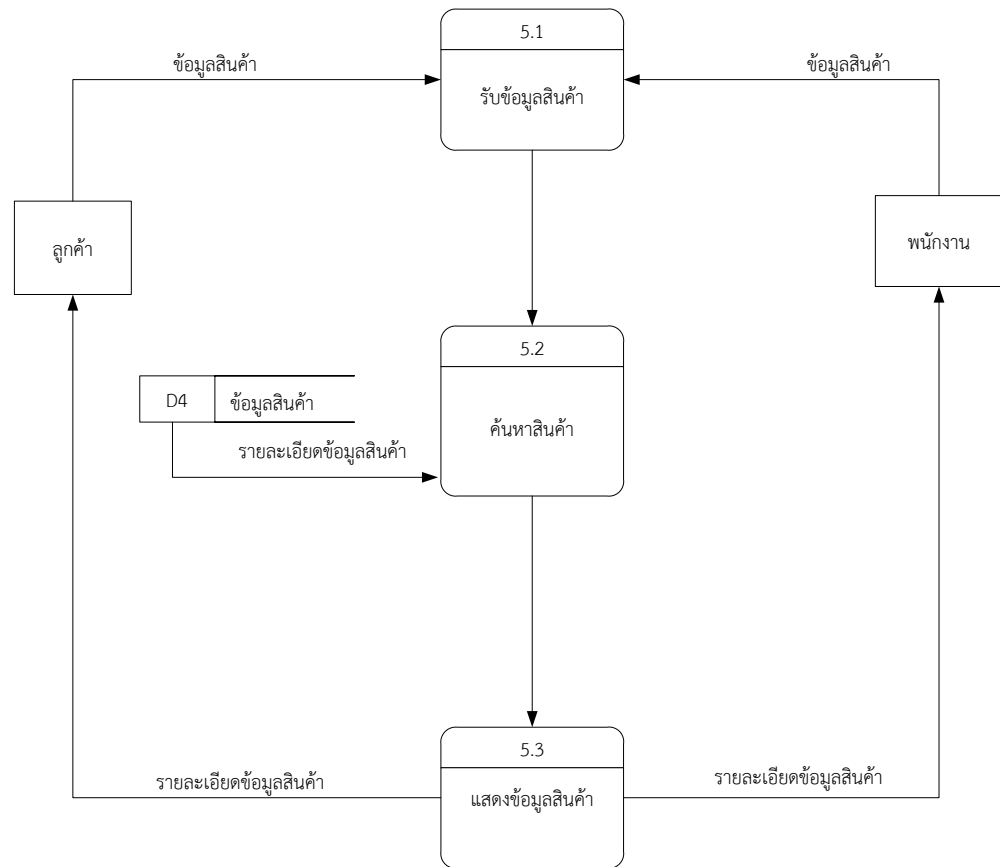 5.1
ข้อมูลสินค้า
ข้อมูลสินค้า
รับข้อมูลสินค้า
ลูกค้า
พนักงาน
5.2
D4
ข้อมูลสินค้า
ค้นหาสินค้า
รายละเอียดข้อมูลสินค้า
5.3
รายละเอียดข้อมูลสินค้า
รายละเอียดข้อมูลสินค้า
แสดงข้อมูลสินค้า